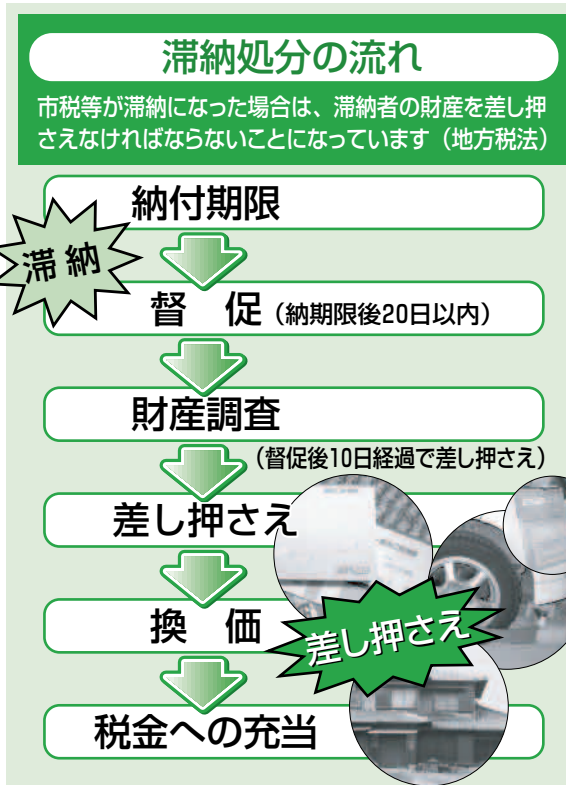 滞納処分の流れ
市税等が滞納になった場合は、滞納者の財産を差し押
さえなければならないことになっています（地方税法）
納付期限
滞納
督　促（納期限後20日以内）
財産調査
（督促後10日経過で差し押さえ）
差し押さえ
換　価
差し押さえ
税金への充当